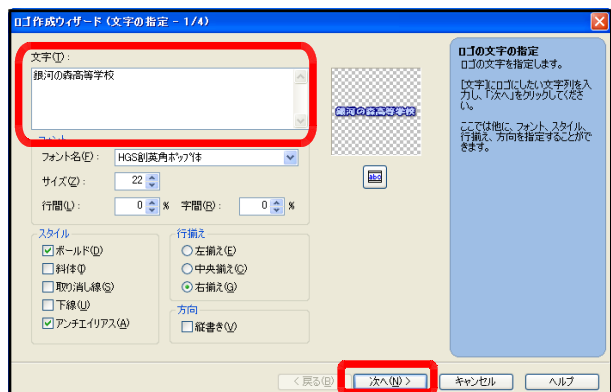 ロゴ作成ウィザード (文字の指定 - 1/4)
文字(T):
銀河の森高等学校
銀河の森高等学校
フォント
フォント名(F): HGS創英角ポップ体
サイズ(Z): 22
行間(L): 0 % 字間(R): 0 %
スタイル
ボールド(D)
斜体(I)
取り消し線(S)
下線(U)
アンチエイリアス(A)
行揃え
左揃え(E)
中央揃え(C)
右揃え(G)
方向
縦書き(V)
abc
ロゴの文字の指定
ロゴの文字を指定します。
[文字]にロゴにしたい文字列を入
力し、「次へ」をクリックしてくださ
い。
ここでは他に、フォント、スタイル、
行揃え、方向を指定することがで
きます。
< 戻る(B) 次へ(N) > キャンセル ヘルプ